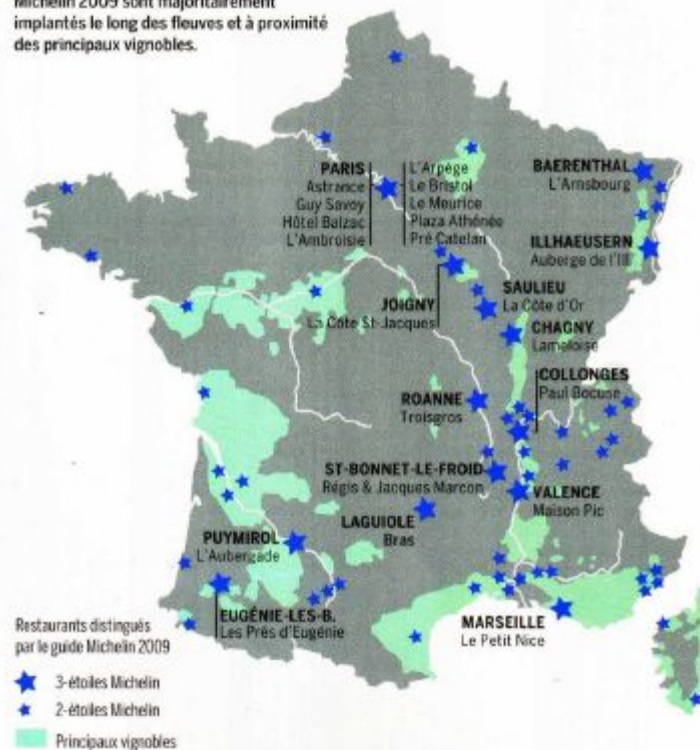 Michelin 2009 sont majoritairement
implantés le long des fleuves et à proximité
des principaux vignobles.
PARIS
Astrance
Guy Savoy
Hôtel Balzac
L'Ambroisie
L'Arpège
Le Bristol
Le Meurice
Plaza Athénée
Pré Catelan
BAERENTHAL
L'Arnsbourg
ILLHAEUSERN
Auberge de l'Ill
JOIGNY
La Côte St-Jacques
SAULIEU
La Côte d'Or
CHAGNY
Lameloise
COLLONGES
Paul Bocuse
ROANNE
Troisgros
ST-BONNET-LE-FROID
Régis & Jacques Marcon
VALENCE
Maison Pic
LAGUIOLE
Bras
PUYMIROL
L'Aubergade
EUGÉNIE-LES-B.
Les Prés d'Eugénie
MARSEILLE
Le Petit Nice
Restaurants distingués
par le guide Michelin 2009
3-étoiles Michelin
2-étoiles Michelin
Principaux vignobles